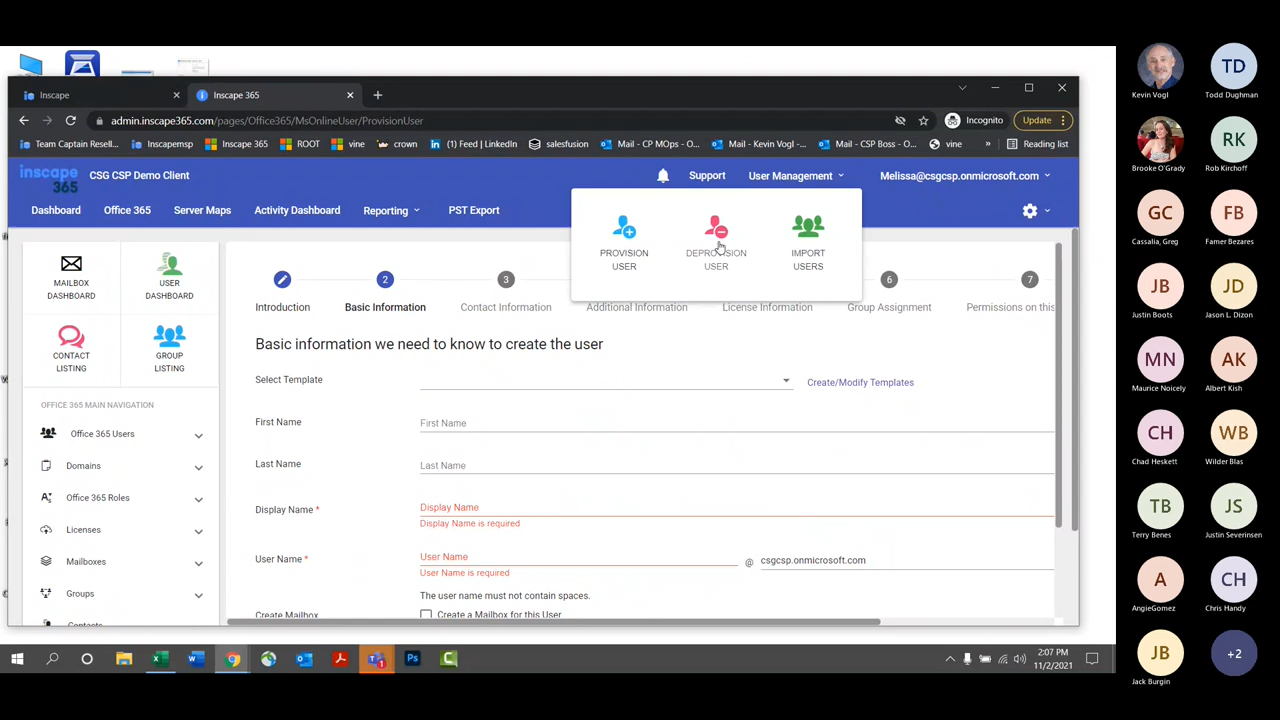 Inscape
Inscape 365
admin.inscape365.com/pages/Office365/MsOnlineUser/ProvisionUser
Incognito
Update
Team Captain Resell...
Inscapemsp
Inscape 365
ROOT
vine
crown
(1) Feed | LinkedIn
salesfusion
Mail - CP MOps - O...
Mail - Kevin Vogl -...
Mail - CSP Boss - O...
vine
»
Reading list
inscape
365
CSG CSP Demo Client
Support
User Management
Melissa@csgcsp.onmicrosoft.com
Dashboard
Office 365
Server Maps
Activity Dashboard
Reporting
PST Export
PROVISION
USER
DEPROVISION
USER
IMPORT
USERS
MAILBOX
DASHBOARD
USER
DASHBOARD
CONTACT
LISTING
GROUP
LISTING
OFFICE 365 MAIN NAVIGATION
Office 365 Users
Domains
Office 365 Roles
Licenses
Mailboxes
Groups
Contacts
2
3
6
7
Introduction
Basic Information
Contact Information
Additional Information
License Information
Group Assignment
Permissions on this
Basic information we need to know to create the user
Select Template
Create/Modify Templates
First Name
First Name
Last Name
Last Name
Display Name *
Display Name
Display Name is required
User Name *
User Name
@
csgcsp.onmicrosoft.com
User Name is required
The user name must not contain spaces.
Create Mailbox
Create a Mailbox for this User
2:07 PM
11/2/2021
Kevin Vogl
TD
Todd Dughman
Brooke O'Grady
RK
Rob Kirchoff
GC
Cassalia, Greg
FB
Famer Bezares
JB
Justin Boots
JD
Jason L. Dizon
MN
Maurice Nicely
AK
Albert Kish
CH
Chad Heskett
WB
Wilder Blas
TB
Terry Benes
JS
Justin Severinsen
A
AngieGomez
CH
Chris Handy
JB
Jack Burgin
+2